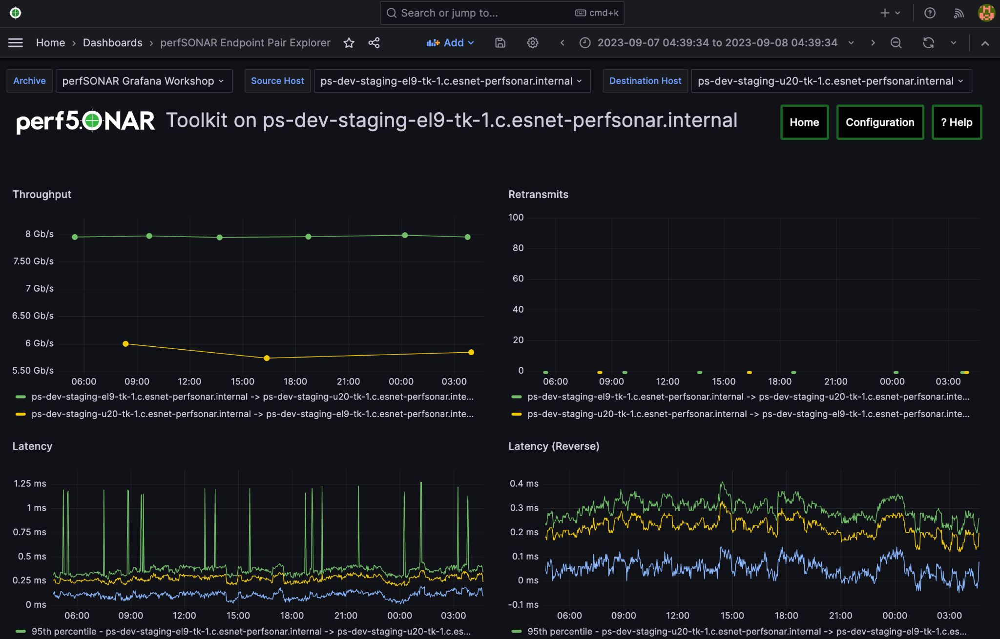 Search or jump to... cmd+k
Home › Dashboards › perfSONAR Endpoint Pair Explorer Add 2023-09-07 04:39:34 to 2023-09-08 04:39:34
Archive perfSONAR Grafana Workshop Source Host ps-dev-staging-el9-tk-1.c.esnet-perfsonar.internal Destination Host ps-dev-staging-u20-tk-1.c.esnet-perfsonar.internal
perfSONAR Toolkit on ps-dev-staging-el9-tk-1.c.esnet-perfsonar.internal Home Configuration ? Help
Throughput
8 Gb/s
7.50 Gb/s
7 Gb/s
6.50 Gb/s
6 Gb/s
5.50 Gb/s
06:00 09:00 12:00 15:00 18:00 21:00 00:00 03:00
ps-dev-staging-el9-tk-1.c.esnet-perfsonar.internal -> ps-dev-staging-u20-tk-1.c.esnet-perfsonar.inte...
ps-dev-staging-u20-tk-1.c.esnet-perfsonar.internal -> ps-dev-staging-el9-tk-1.c.esnet-perfsonar.inte...
Retransmits
100
80
60
40
20
0
06:00 09:00 12:00 15:00 18:00 21:00 00:00 03:00
ps-dev-staging-el9-tk-1.c.esnet-perfsonar.internal -> ps-dev-staging-u20-tk-1.c.esnet-perfsonar.inte...
ps-dev-staging-u20-tk-1.c.esnet-perfsonar.internal -> ps-dev-staging-el9-tk-1.c.esnet-perfsonar.inte...
Latency
1.25 ms
1 ms
0.75 ms
0.5 ms
0.25 ms
0 ms
06:00 09:00 12:00 15:00 18:00 21:00 00:00 03:00
95th percentile - ps-dev-staging-el9-tk-1.c.esnet-perfsonar.internal -> ps-dev-staging-u20-tk-1.c.es...
Latency (Reverse)
0.4 ms
0.3 ms
0.2 ms
0.1 ms
0 ms
-0.1 ms
06:00 09:00 12:00 15:00 18:00 21:00 00:00 03:00
95th percentile - ps-dev-staging-u20-tk-1.c.esnet-perfsonar.internal -> ps-dev-staging-el9-tk-1.c.es...